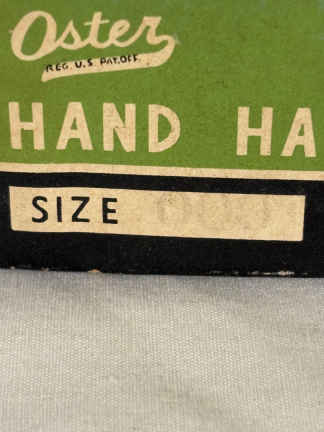 Oster
REG. U.S. PAT. OFF.
HAND HA
SIZE